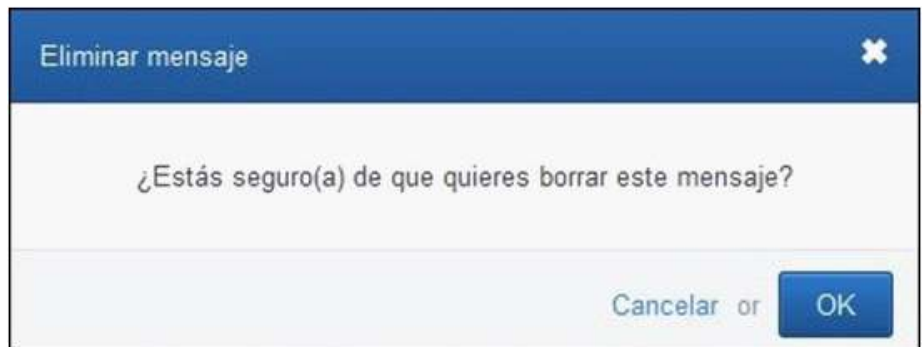 Eliminar mensaje
¿Estás seguro(a) de que quieres borrar este mensaje?
Cancelar or OK